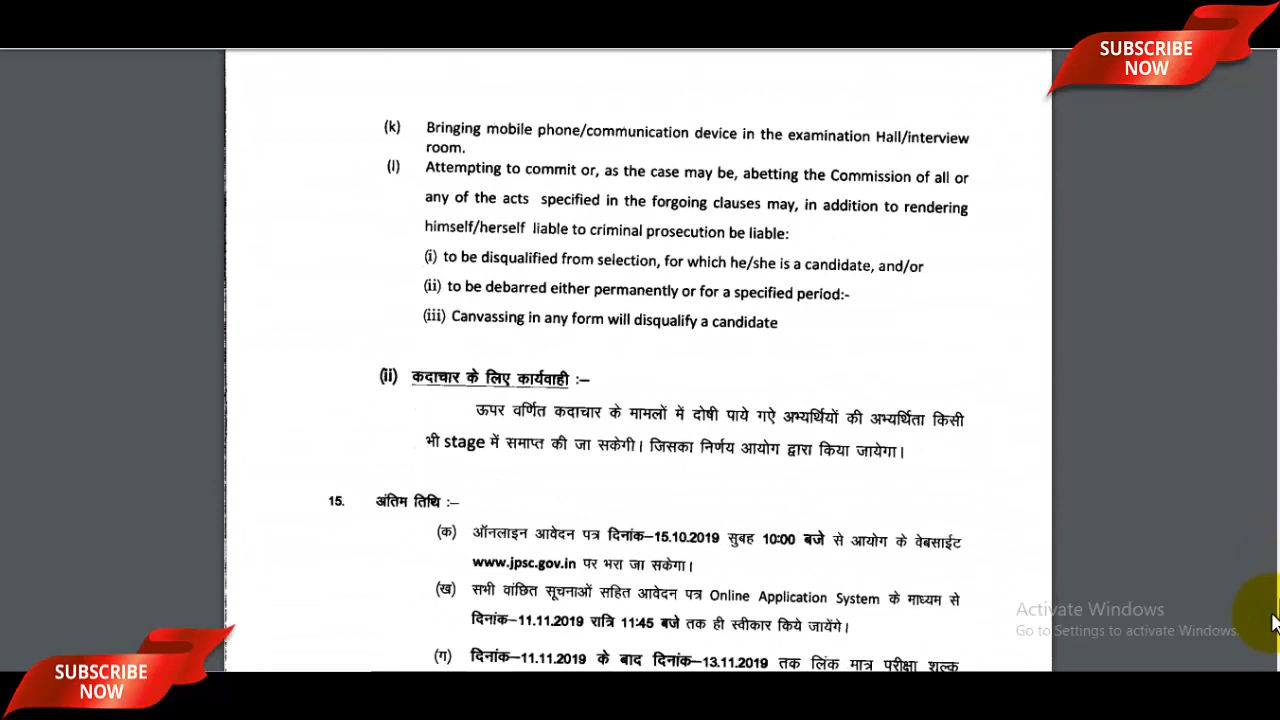 SUBSCRIBE
NOW
(k) Bringing mobile phone/communication device in the examination Hall/interview
room.
(l) Attempting to commit or, as the case may be, abetting the Commission of all or
any of the acts specified in the forgoing clauses may, in addition to rendering
himself/herself liable to criminal prosecution be liable:
(i) to be disqualified from selection, for which he/she is a candidate, and/or
(ii) to be debarred either permanently or for a specified period:-
(iii) Canvassing in any form will disqualify a candidate
(ii) कदाचार के लिए कार्यवाही :–
ऊपर वर्णित कदाचार के मामलों में दोषी पाये गऐ अभ्यर्थियों की अभ्यर्थिता किसी
भी stage में समाप्त की जा सकेगी। जिसका निर्णय आयोग द्वारा किया जायेगा।
15. अंतिम तिथि :–
(क) ऑनलाइन आवेदन पत्र दिनांक–15.10.2019 सुबह 10:00 बजे से आयोग के वेबसाईट
www.jpsc.gov.in पर भरा जा सकेगा।
(ख) सभी वांछित सूचनाओं सहित आवेदन पत्र Online Application System के माध्यम से
दिनांक–11.11.2019 रात्रि 11:45 बजे तक ही स्वीकार किये जायेंगे।
(ग) दिनांक–11.11.2019 के बाद दिनांक–13.11.2019 तक लिंक मात्र परीक्षा शुल्क
Activate Windows
Go to Settings to activate Windows.
SUBSCRIBE
NOW